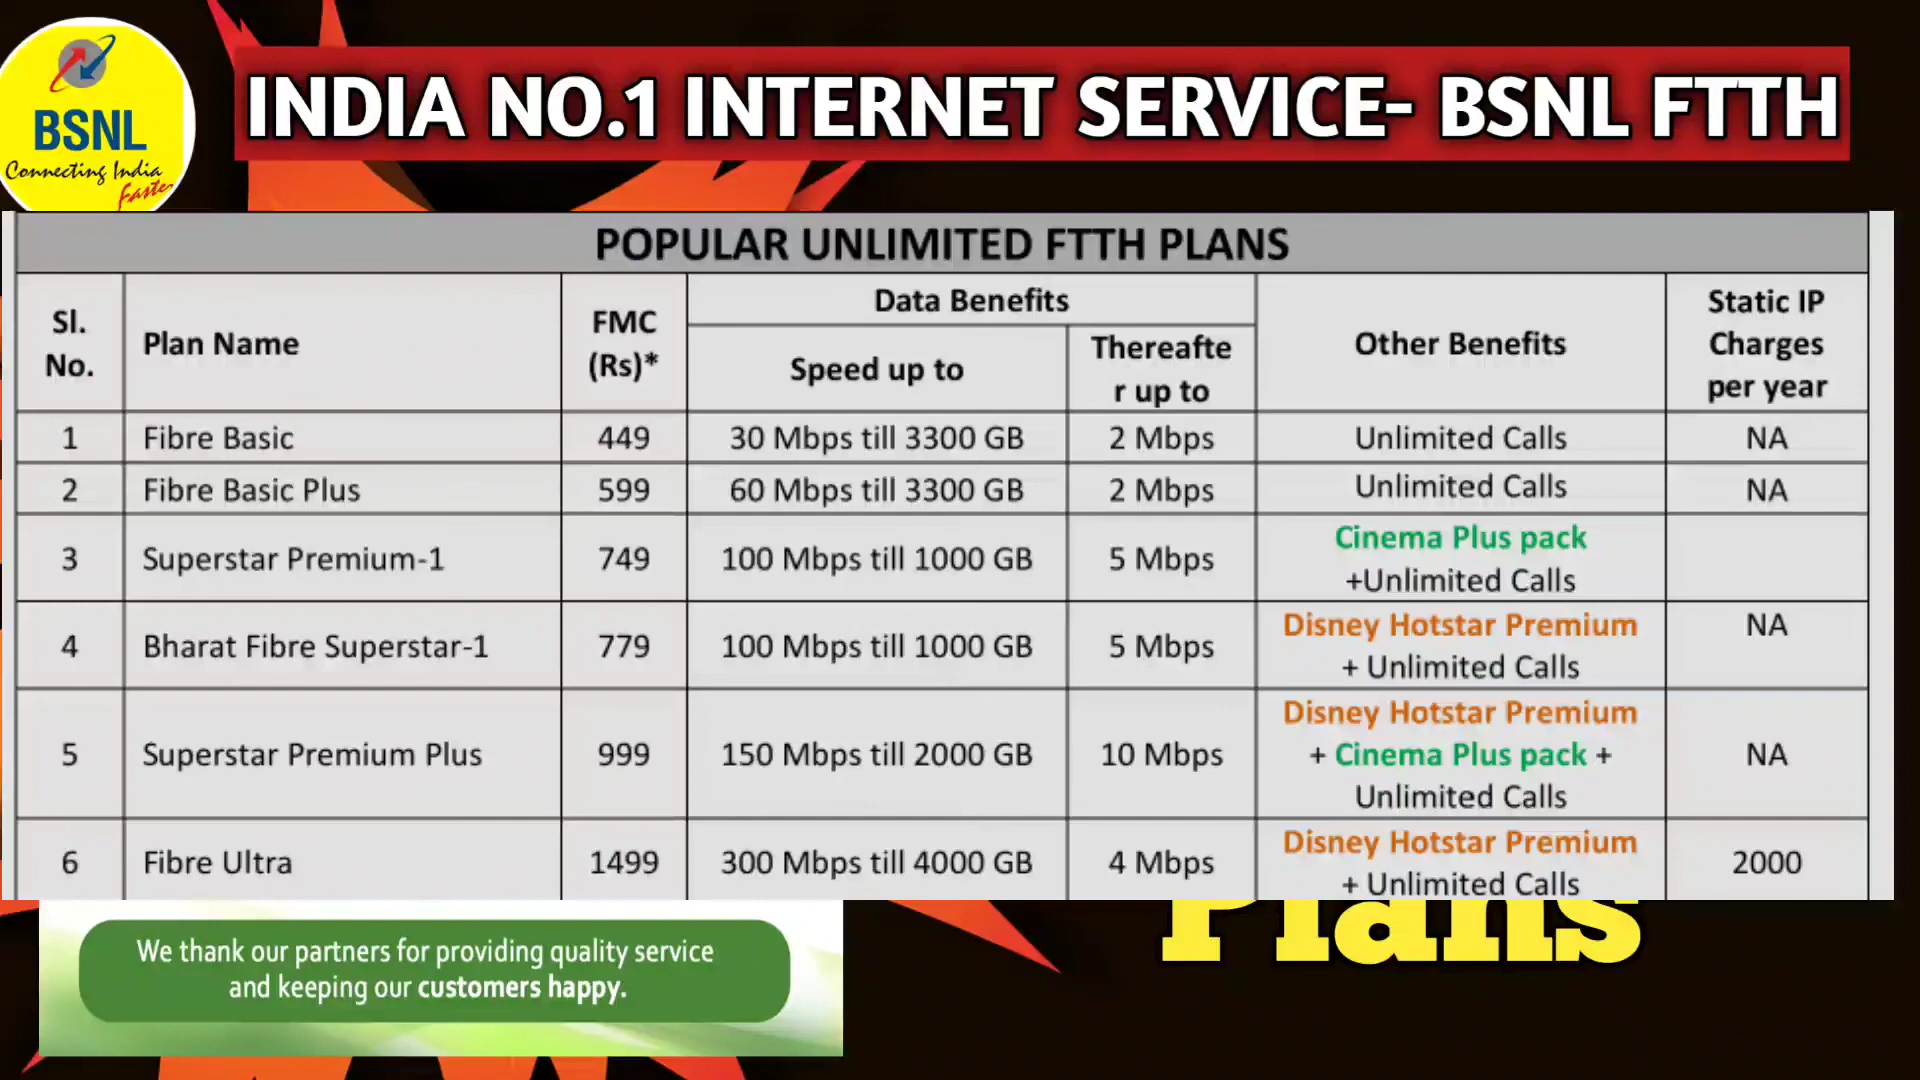 BSNL
Connecting India
Faster
INDIA NO.1 INTERNET SERVICE- BSNL FTTH
POPULAR UNLIMITED FTTH PLANS
Sl. No. Plan Name FMC (Rs)* Data Benefits Other Benefits Static IP Charges per year
Speed up to Thereafte r up to
1 Fibre Basic 449 30 Mbps till 3300 GB 2 Mbps Unlimited Calls NA
2 Fibre Basic Plus 599 60 Mbps till 3300 GB 2 Mbps Unlimited Calls NA
3 Superstar Premium-1 749 100 Mbps till 1000 GB 5 Mbps Cinema Plus pack +Unlimited Calls
4 Bharat Fibre Superstar-1 779 100 Mbps till 1000 GB 5 Mbps Disney Hotstar Premium + Unlimited Calls NA
5 Superstar Premium Plus 999 150 Mbps till 2000 GB 10 Mbps Disney Hotstar Premium + Cinema Plus pack + Unlimited Calls NA
6 Fibre Ultra 1499 300 Mbps till 4000 GB 4 Mbps Disney Hotstar Premium + Unlimited Calls 2000
Plans
We thank our partners for providing quality service
and keeping our customers happy.